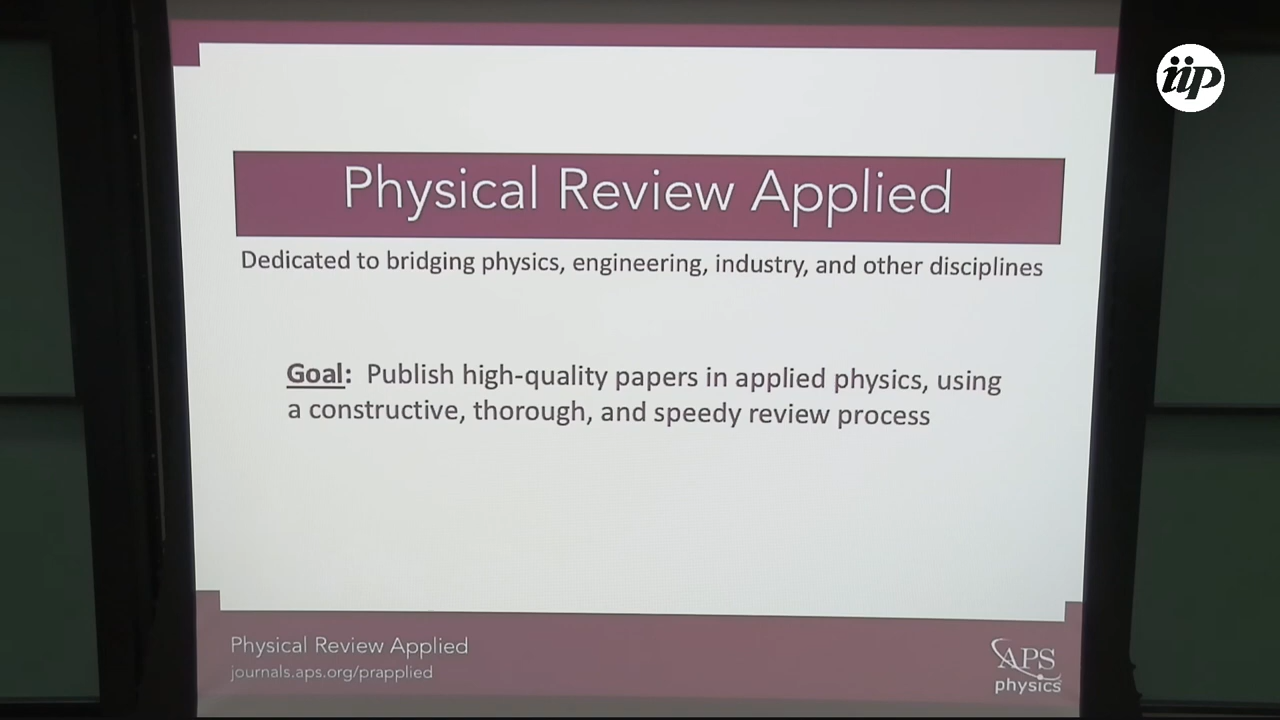 iip
Physical Review Applied
Dedicated to bridging physics, engineering, industry, and other disciplines
Goal: Publish high-quality papers in applied physics, using
a constructive, thorough, and speedy review process
Physical Review Applied
journals.aps.org/prapplied
APS
physics